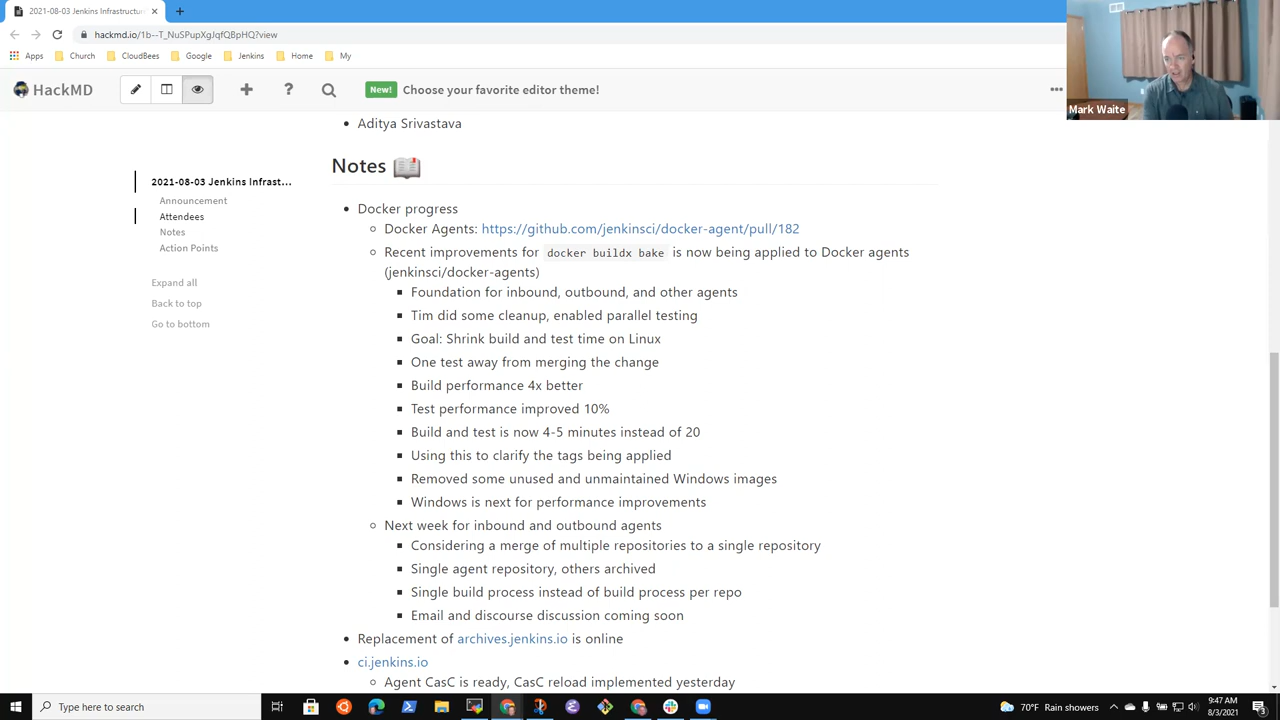 2021-08-03 Jenkins Infrastructur
hackmd.io/1b--T_NuSPupXgJqfQBpHQ?view
Apps
Church
CloudBees
Google
Jenkins
Home
My
HackMD
New!
Choose your favorite editor theme!
Mark Waite
Aditya Srivastava
Notes
2021-08-03 Jenkins Infrast...
Announcement
Attendees
Notes
Action Points
Expand all
Back to top
Go to bottom
Docker progress
Docker Agents: https://github.com/jenkinsci/docker-agent/pull/182
Recent improvements for docker buildx bake is now being applied to Docker agents
(jenkinsci/docker-agents)
Foundation for inbound, outbound, and other agents
Tim did some cleanup, enabled parallel testing
Goal: Shrink build and test time on Linux
One test away from merging the change
Build performance 4x better
Test performance improved 10%
Build and test is now 4-5 minutes instead of 20
Using this to clarify the tags being applied
Removed some unused and unmaintained Windows images
Windows is next for performance improvements
Next week for inbound and outbound agents
Considering a merge of multiple repositories to a single repository
Single agent repository, others archived
Single build process instead of build process per repo
Email and discourse discussion coming soon
Replacement of archives.jenkins.io is online
ci.jenkins.io
Agent CasC is ready, CasC reload implemented yesterday
Type here to search
70°F Rain showers
9:47 AM
8/3/2021